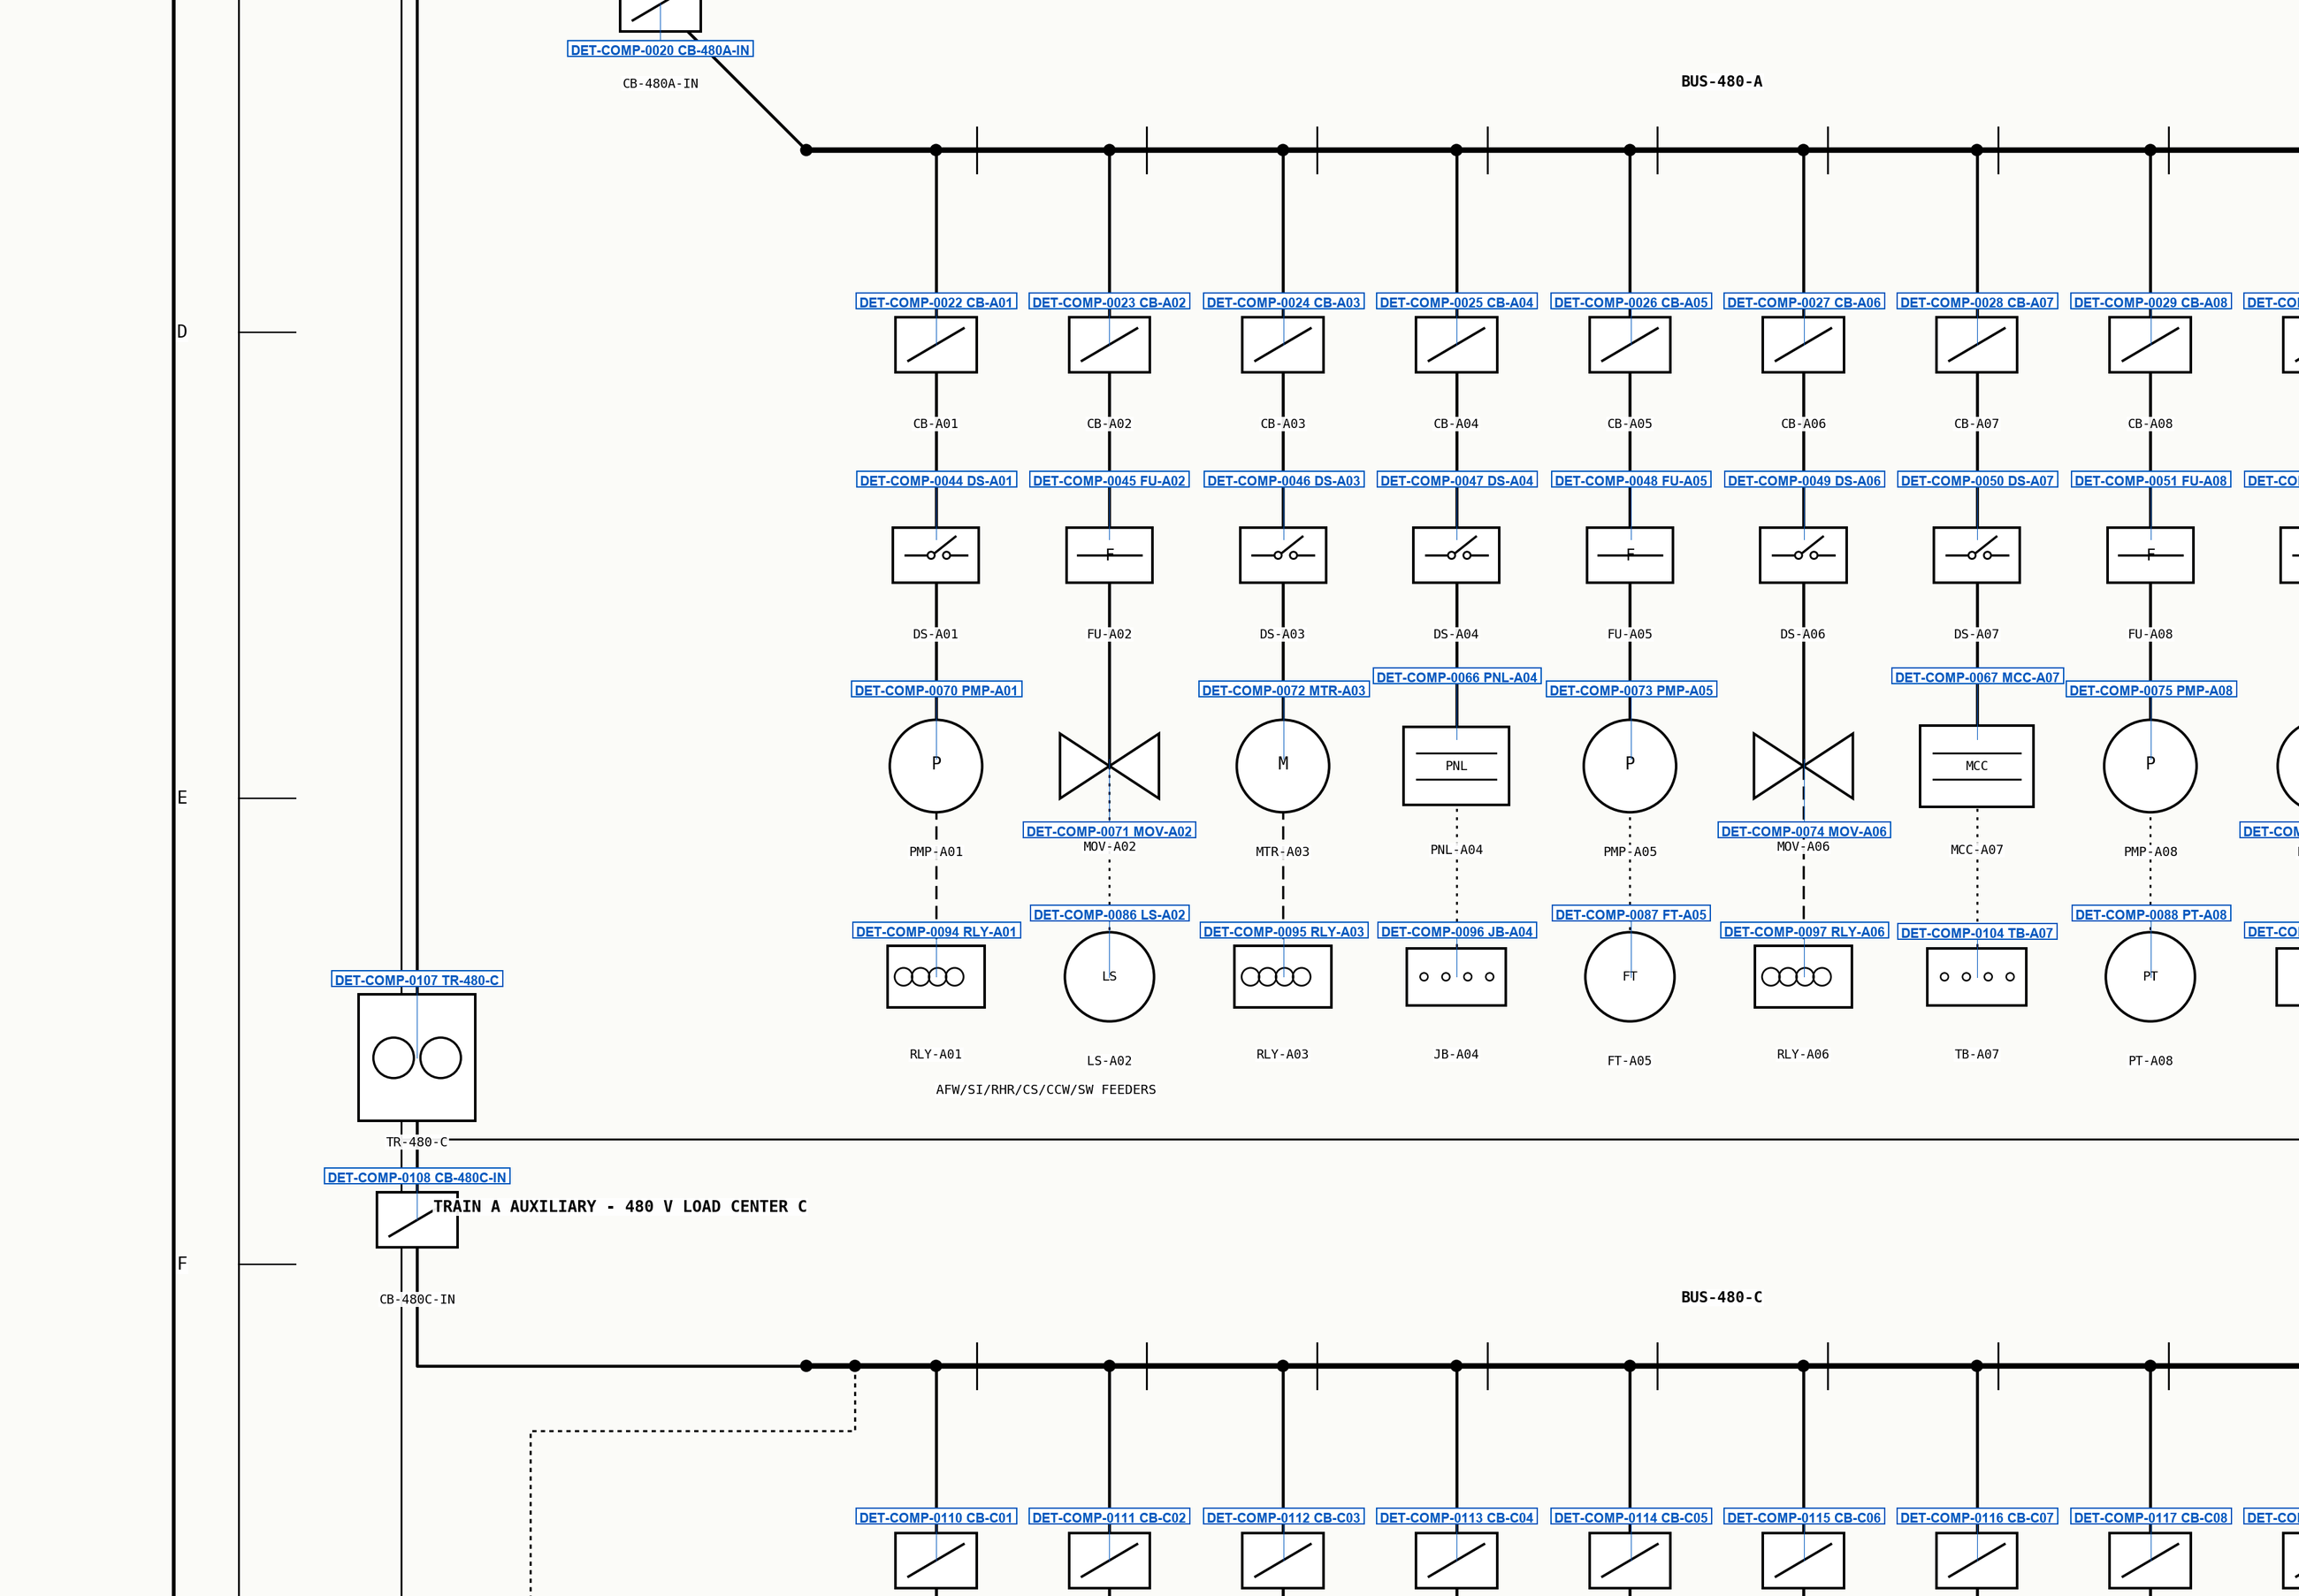 DET-COMP-0020 CB-480A-IN
CB-480A-IN
BUS-480-A
DET-COMP-0022 CB-A01 DET-COMP-0023 CB-A02 DET-COMP-0024 CB-A03 DET-COMP-0025 CB-A04 DET-COMP-0026 CB-A05 DET-COMP-0027 CB-A06 DET-COMP-0028 CB-A07 DET-COMP-0029 CB-A08
D
CB-A01 CB-A02 CB-A03 CB-A04 CB-A05 CB-A06 CB-A07 CB-A08
DET-COMP-0044 DS-A01 DET-COMP-0045 FU-A02 DET-COMP-0046 DS-A03 DET-COMP-0047 DS-A04 DET-COMP-0048 FU-A05 DET-COMP-0049 DS-A06 DET-COMP-0050 DS-A07 DET-COMP-0051 FU-A08
F F F
DS-A01 FU-A02 DS-A03 DS-A04 FU-A05 DS-A06 DS-A07 FU-A08
DET-COMP-0066 PNL-A04 DET-COMP-0067 MCC-A07
DET-COMP-0070 PMP-A01 DET-COMP-0072 MTR-A03 DET-COMP-0073 PMP-A05 DET-COMP-0075 PMP-A08
P M PNL P MCC P
E
DET-COMP-0071 MOV-A02 DET-COMP-0074 MOV-A06
PMP-A01 MOV-A02 MTR-A03 PNL-A04 PMP-A05 MOV-A06 MCC-A07 PMP-A08
DET-COMP-0086 LS-A02 DET-COMP-0087 FT-A05 DET-COMP-0088 PT-A08
DET-COMP-0094 RLY-A01 DET-COMP-0095 RLY-A03 DET-COMP-0096 JB-A04 DET-COMP-0097 RLY-A06 DET-COMP-0104 TB-A07
LS FT PT
DET-COMP-0107 TR-480-C
RLY-A01 LS-A02 RLY-A03 JB-A04 FT-A05 RLY-A06 TB-A07 PT-A08
AFW/SI/RHR/CS/CCW/SW FEEDERS
TR-480-C
DET-COMP-0108 CB-480C-IN
TRAIN A AUXILIARY - 480 V LOAD CENTER C
F
CB-480C-IN
BUS-480-C
DET-COMP-0110 CB-C01 DET-COMP-0111 CB-C02 DET-COMP-0112 CB-C03 DET-COMP-0113 CB-C04 DET-COMP-0114 CB-C05 DET-COMP-0115 CB-C06 DET-COMP-0116 CB-C07 DET-COMP-0117 CB-C08